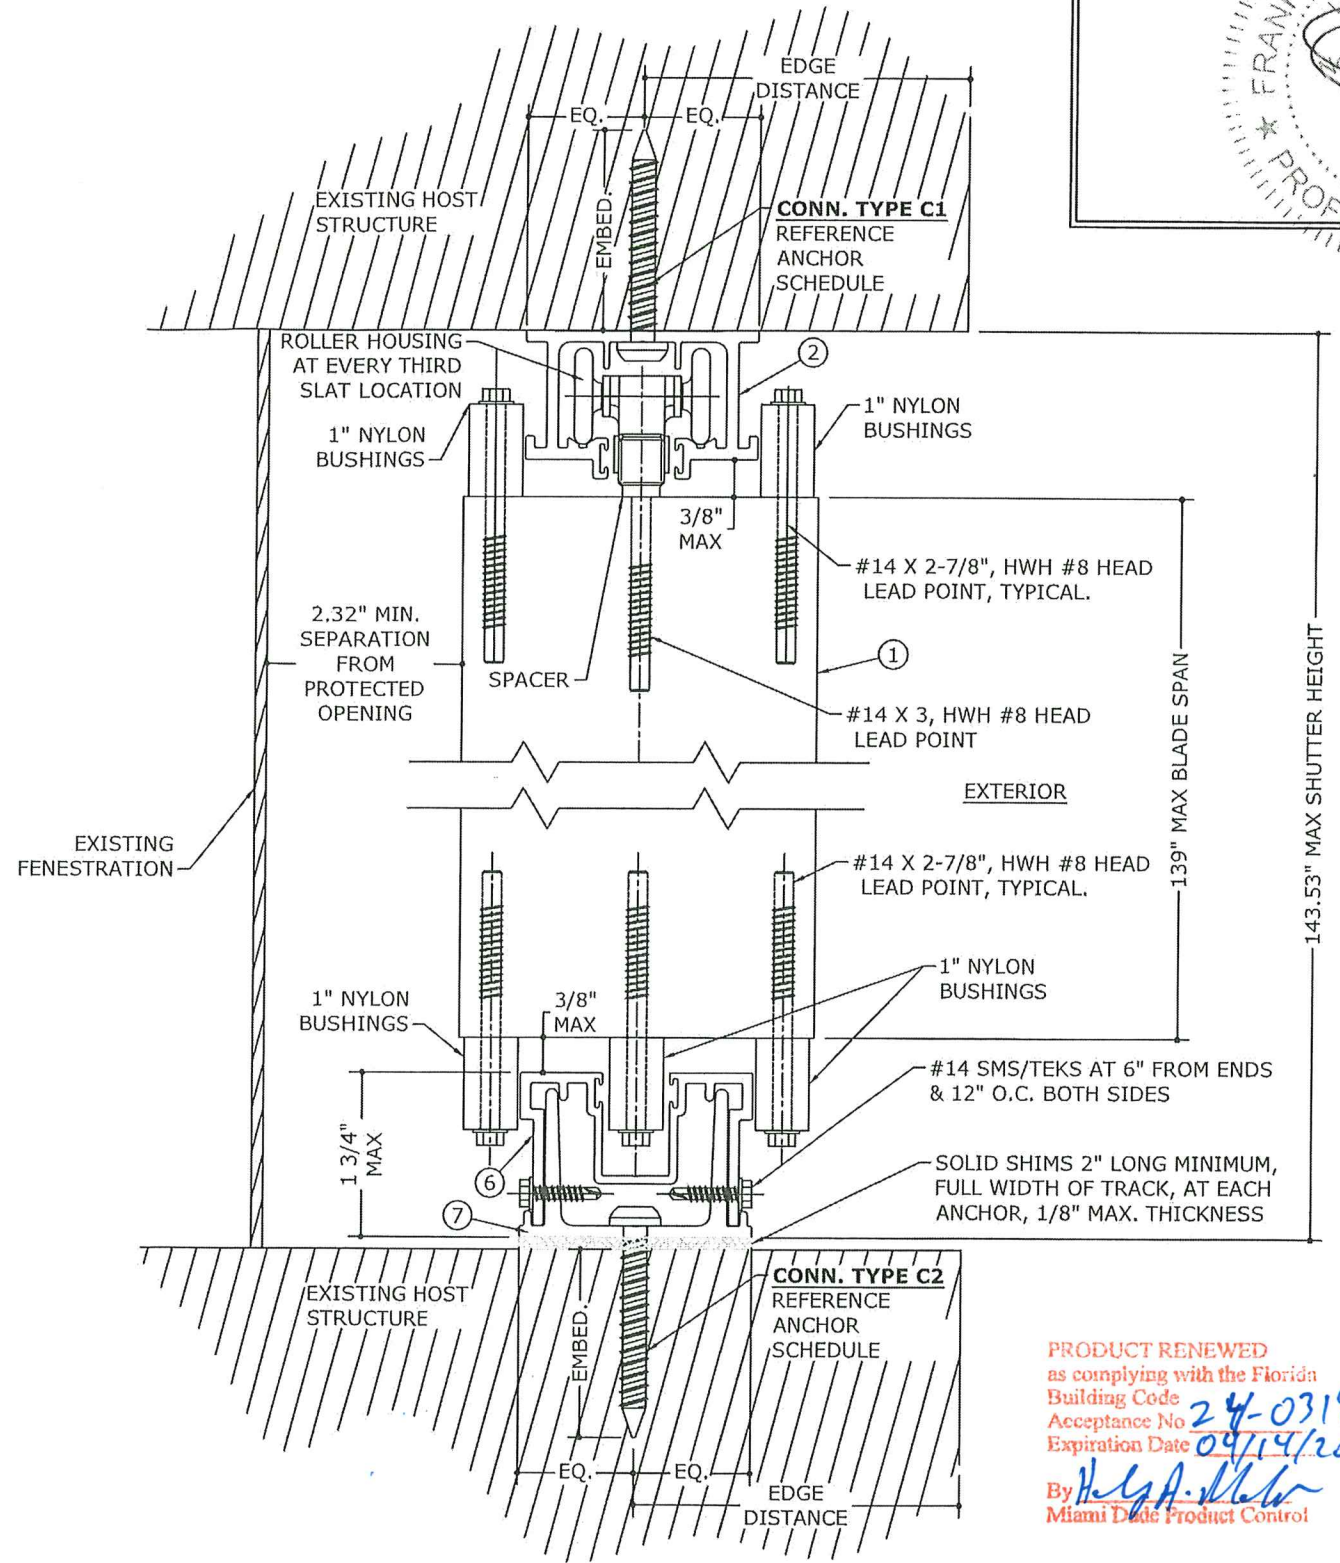 FRANK
★ PROF
EDGE
DISTANCE
EQ.
EQ.
EXISTING HOST
STRUCTURE
EMBED.
CONN. TYPE C1
REFERENCE
ANCHOR
SCHEDULE
ROLLER HOUSING
AT EVERY THIRD
SLAT LOCATION
2
1" NYLON
BUSHINGS
1" NYLON
BUSHINGS
3/8"
MAX
#14 X 2-7/8", HWH #8 HEAD
LEAD POINT, TYPICAL.
2.32" MIN.
SEPARATION
FROM
PROTECTED
OPENING
SPACER
1
#14 X 3, HWH #8 HEAD
LEAD POINT
139" MAX BLADE SPAN
143.53" MAX SHUTTER HEIGHT
EXTERIOR
EXISTING
FENESTRATION
#14 X 2-7/8", HWH #8 HEAD
LEAD POINT, TYPICAL.
1" NYLON
BUSHINGS
3/8"
MAX
1" NYLON
BUSHINGS
#14 SMS/TEKS AT 6" FROM ENDS
& 12" O.C. BOTH SIDES
1 3/4"
MAX
6
7
SOLID SHIMS 2" LONG MINIMUM,
FULL WIDTH OF TRACK, AT EACH
ANCHOR, 1/8" MAX. THICKNESS
EXISTING HOST
STRUCTURE
EMBED.
CONN. TYPE C2
REFERENCE
ANCHOR
SCHEDULE
EQ.
EQ.
EDGE
DISTANCE
PRODUCT RENEWED
as complying with the Florida
Building Code
Acceptance No 24-031
Expiration Date 04/14/2
By
Miami Dade Product Control